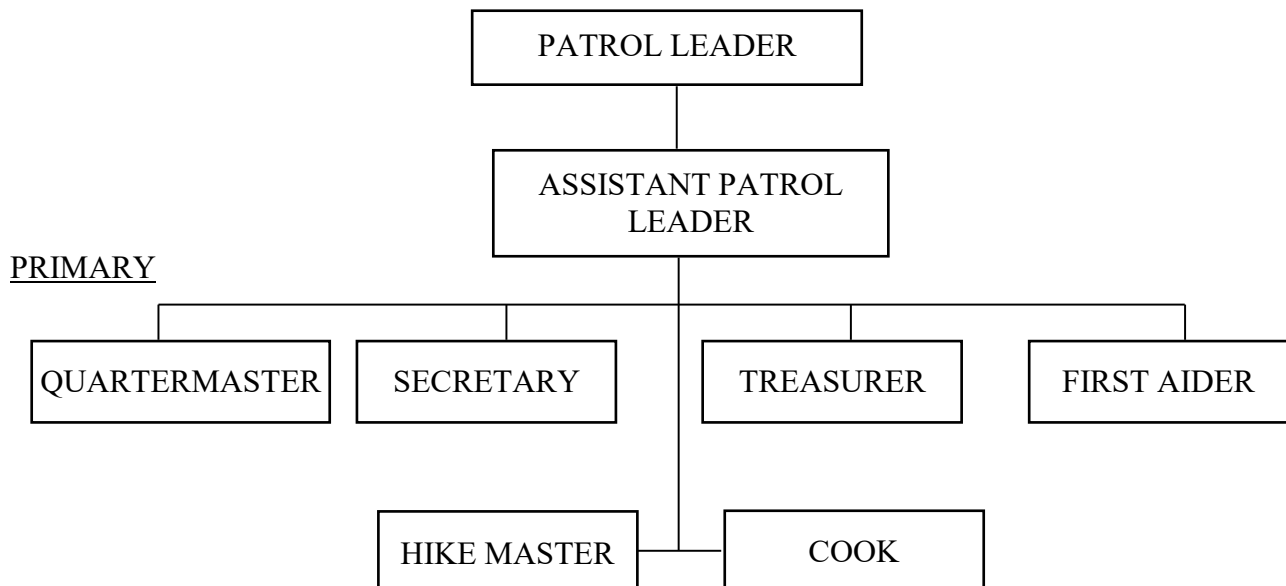 PATROL LEADER
ASSISTANT PATROL
LEADER
PRIMARY
QUARTERMASTER
SECRETARY
TREASURER
FIRST AIDER
HIKE MASTER
COOK